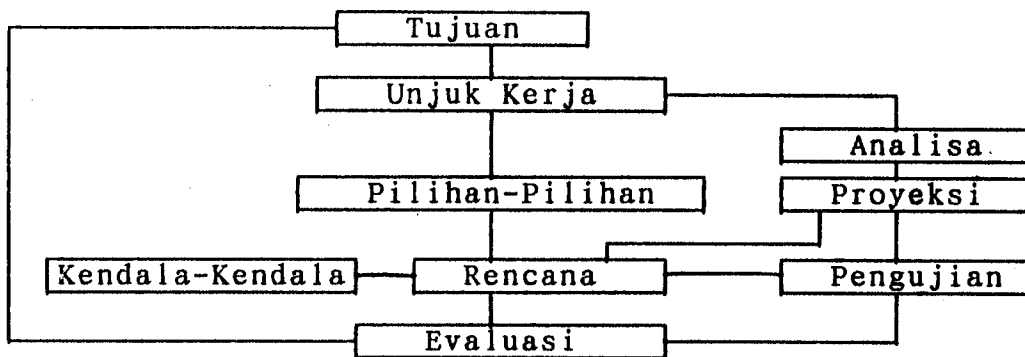 Tujuan
Unjuk Kerja
Analisa
Pilihan-Pilihan
Proyeksi
Kendala-Kendala
Rencana
Pengujian
Evaluasi